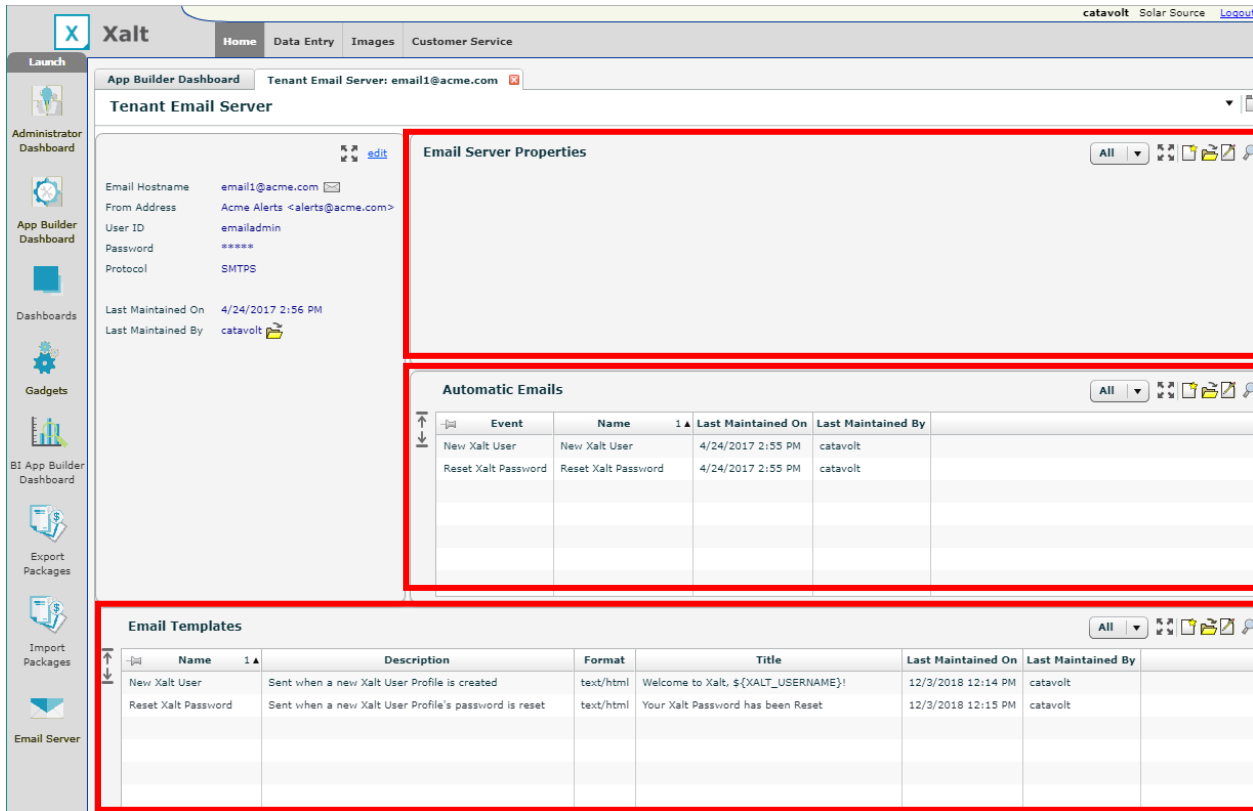 catavolt Solar Source Logout
X Xalt
Home Data Entry Images Customer Service
Launch
App Builder Dashboard Tenant Email Server: email1@acme.com
Tenant Email Server
Administrator
Dashboard
App Builder
Dashboard
Dashboards
Gadgets
BI App Builder
Dashboard
Export
Packages
Import
Packages
Email Server
edit
Email Hostname email1@acme.com
From Address Acme Alerts <alerts@acme.com>
User ID emailadmin
Password *****
Protocol SMTPS
Last Maintained On 4/24/2017 2:56 PM
Last Maintained By catavolt
Email Server Properties All
Automatic Emails All
Event Name 1▲ Last Maintained On Last Maintained By
New Xalt User New Xalt User 4/24/2017 2:55 PM catavolt
Reset Xalt Password Reset Xalt Password 4/24/2017 2:55 PM catavolt
Email Templates All
Name 1▲ Description Format Title Last Maintained On Last Maintained By
New Xalt User Sent when a new Xalt User Profile is created text/html Welcome to Xalt, ${XALT_USERNAME}! 12/3/2018 12:14 PM catavolt
Reset Xalt Password Sent when a new Xalt User Profile's password is reset text/html Your Xalt Password has been Reset 12/3/2018 12:15 PM catavolt